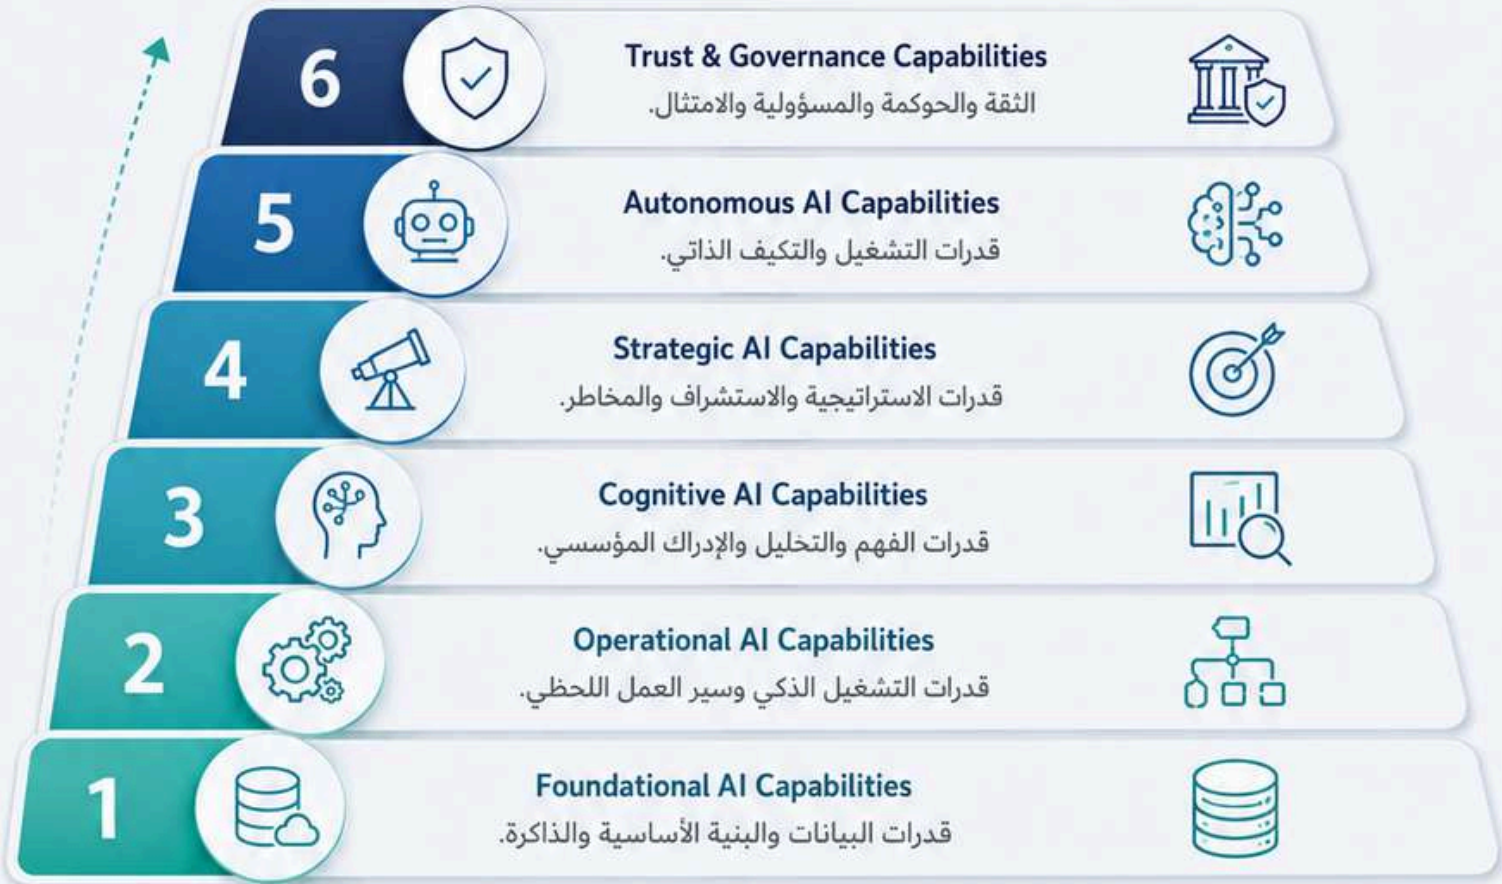 6
Trust & Governance Capabilities
الثقة والحوكمة والمسؤولية والامتثال.
5
Autonomous AI Capabilities
قدرات التشغيل والتكيف الذاتي.
4
Strategic AI Capabilities
قدرات الاستراتيجية والاستشراف والمخاطر.
3
Cognitive AI Capabilities
قدرات الفهم والتخليل والإدراك المؤسسي.
2
Operational AI Capabilities
قدرات التشغيل الذكي وسير العمل اللحظي.
1
Foundational AI Capabilities
قدرات البيانات والبنية الأساسية والذاكرة.